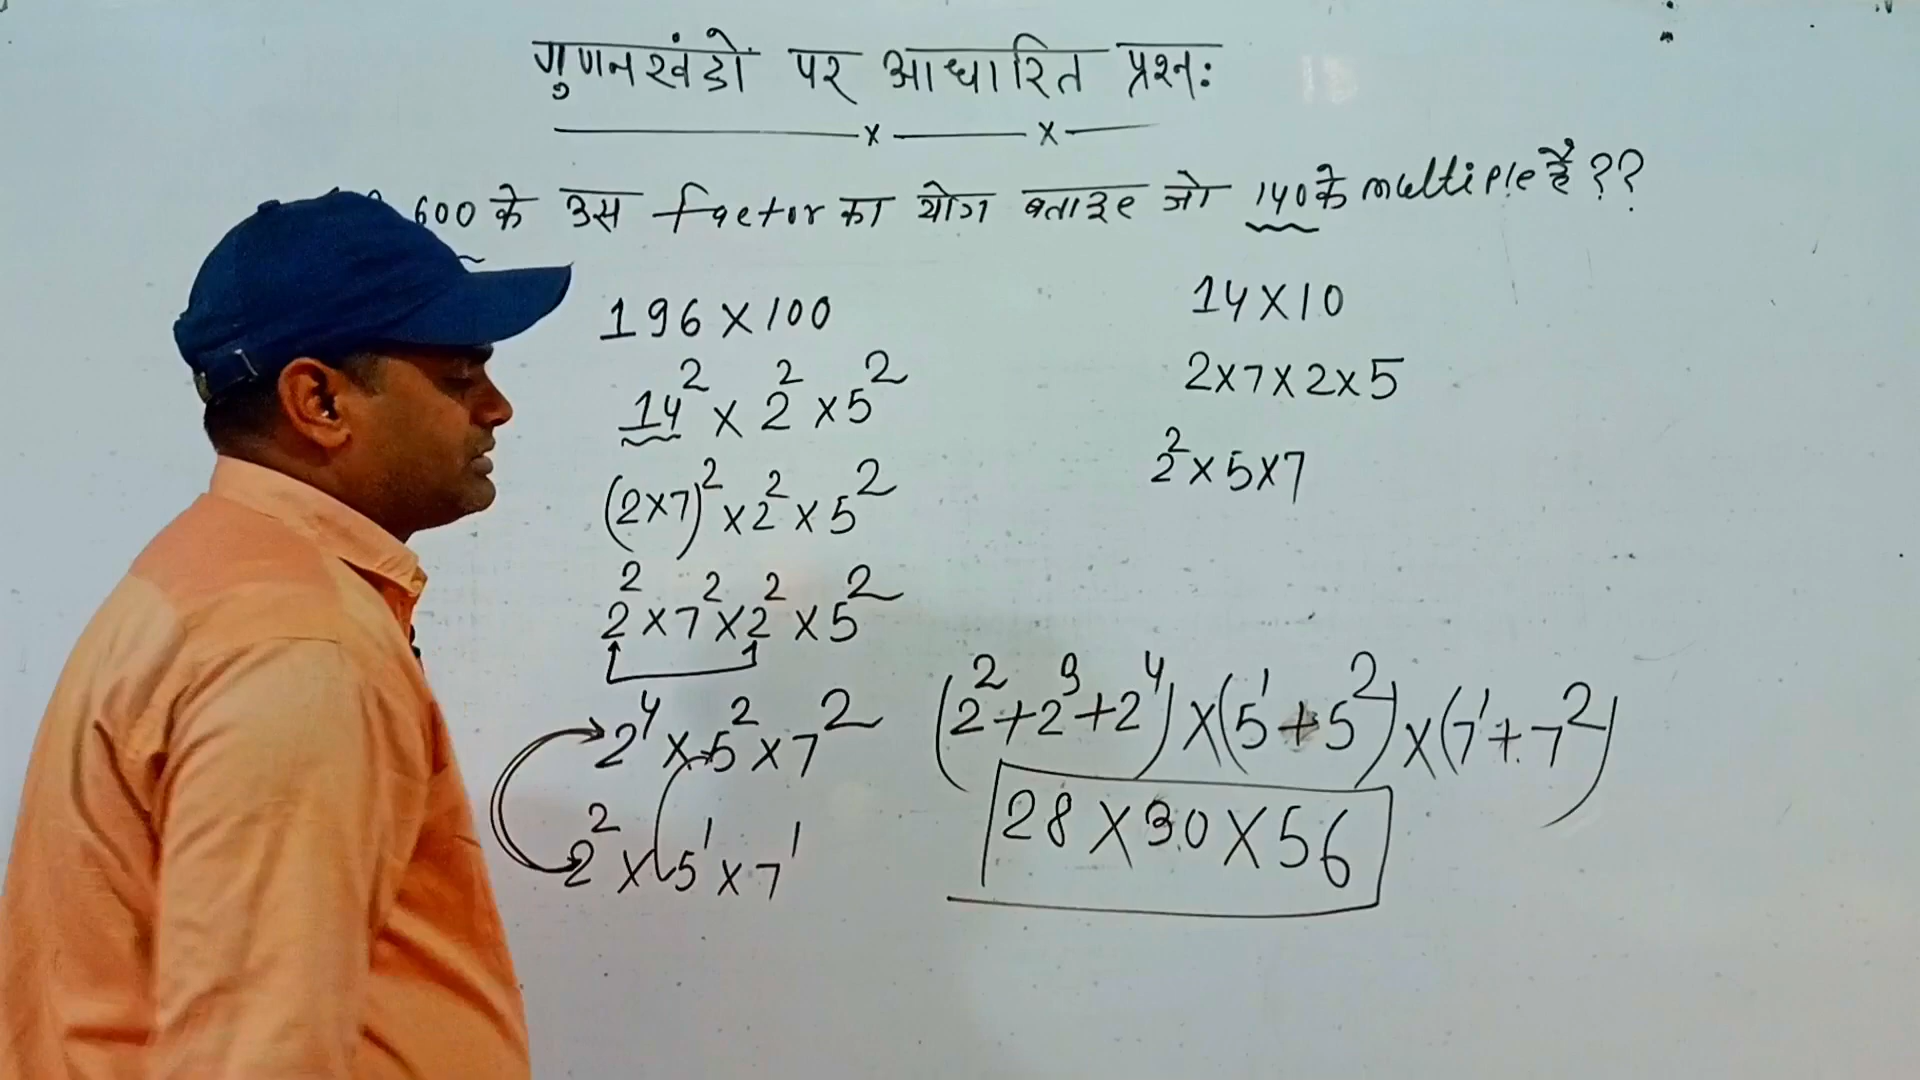 गुणनखंडो पर आधारित प्रश्न:
x x
600 के उस factor का योग बताइए जो 140 के multiple है ??
196 × 100
14² × 2² × 5²
(2×7)² × 2² × 5²
2² × 7² × 2² × 5²
2⁴ × 5² × 7²
2² × 5¹ × 7¹
14 × 10
2 × 7 × 2 × 5
2² × 5 × 7
(2² + 2³ + 2⁴) × (5¹ + 5²) × (7¹ + 7²)
28 × 30 × 56